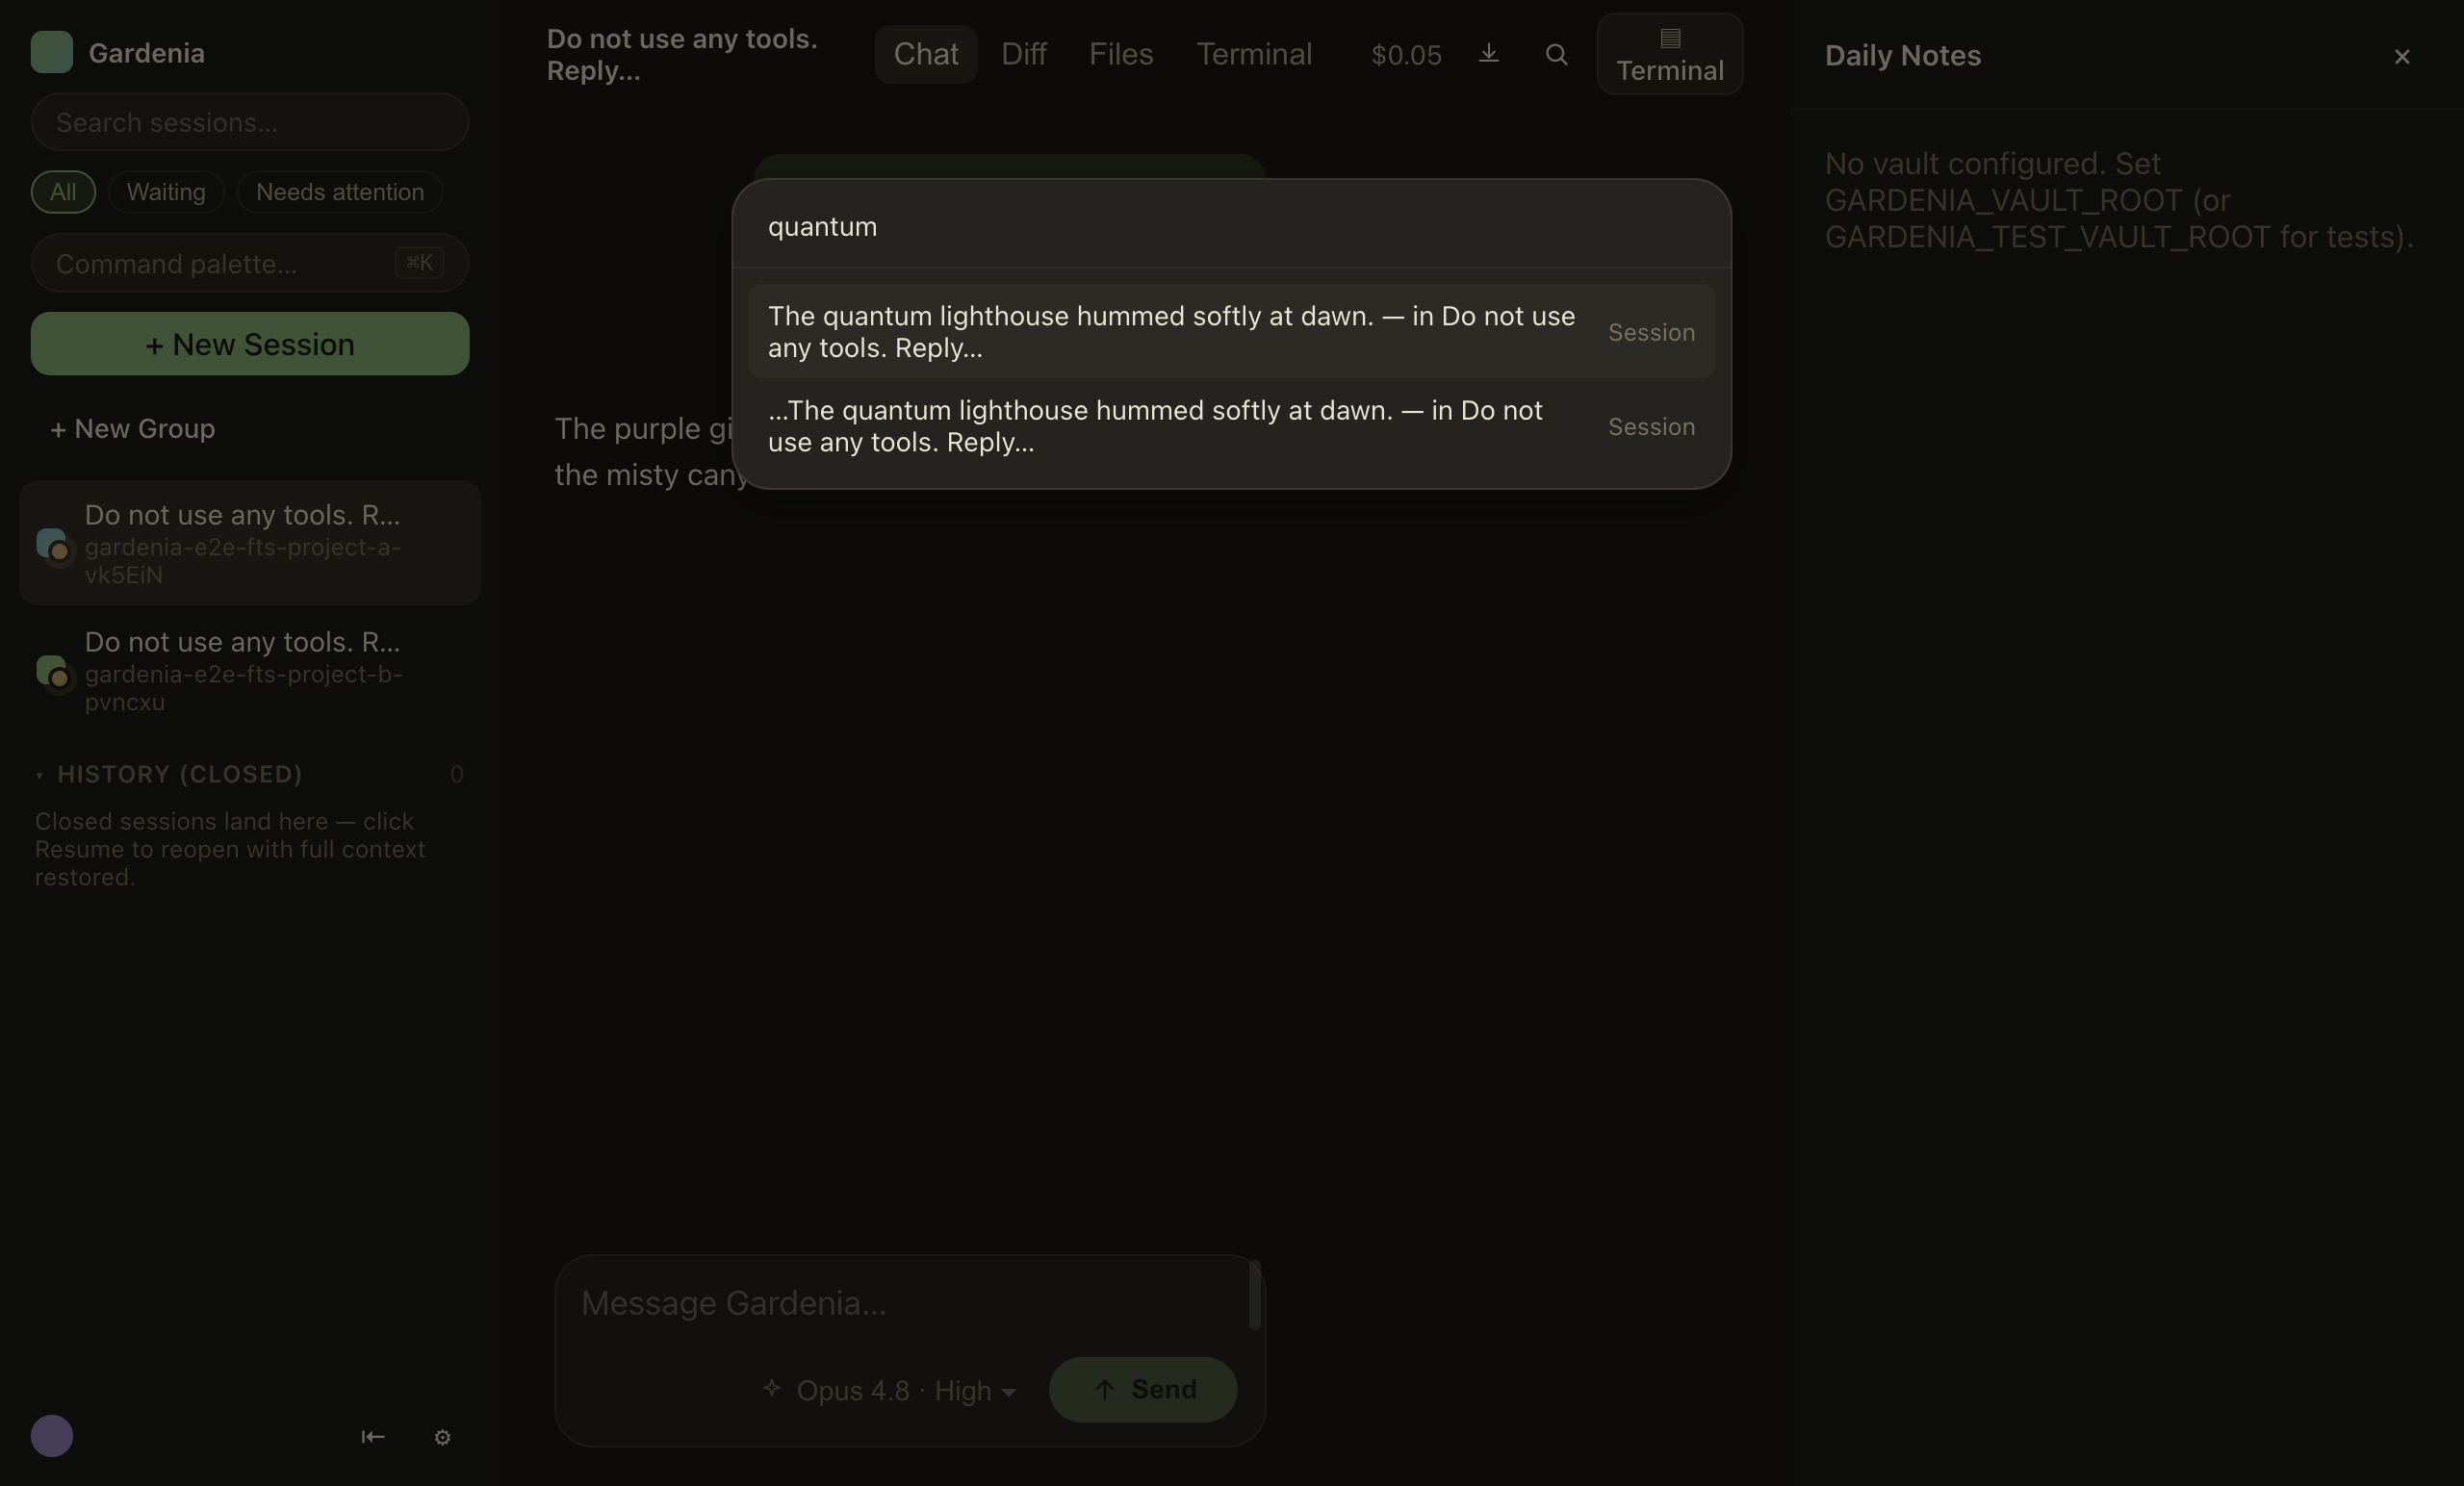 Gardenia
Search sessions...
All
Waiting
Needs attention
Command palette...
⌘K
+ New Session
+ New Group
Do not use any tools. R...
gardenia-e2e-fts-project-a-
vk5EiN
Do not use any tools. R...
gardenia-e2e-fts-project-b-
pvncxu
HISTORY (CLOSED)
0
Closed sessions land here — click
Resume to reopen with full context
restored.
Do not use any tools.
Reply...
Chat
Diff
Files
Terminal
$0.05
Terminal
quantum
The quantum lighthouse hummed softly at dawn. — in Do not use
any tools. Reply...
Session
...The quantum lighthouse hummed softly at dawn. — in Do not
use any tools. Reply...
Session
The purple
the misty
Message Gardenia...
Opus 4.8 · High
Send
Daily Notes
No vault configured. Set
GARDENIA_VAULT_ROOT (or
GARDENIA_TEST_VAULT_ROOT for tests).